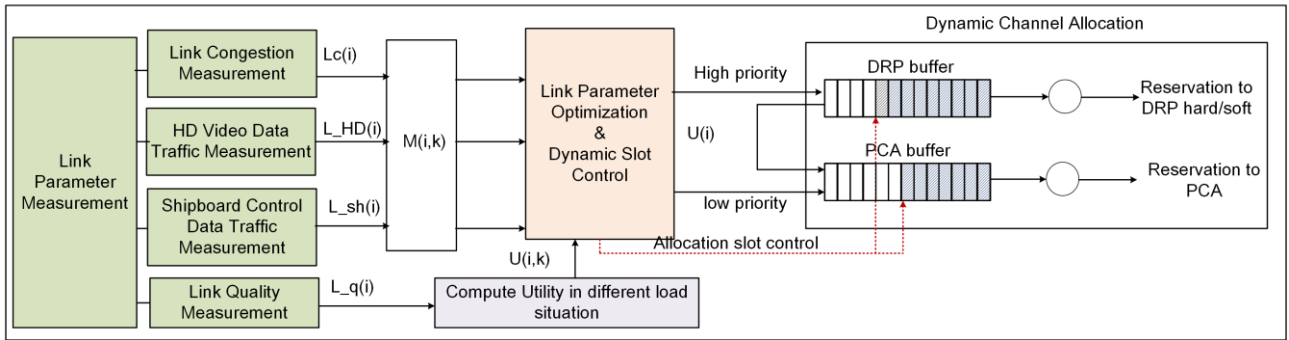 Dynamic Channel Allocation
Link
Parameter
Measurement
Link Congestion
Measurement
Lc(i)
HD Video Data
Traffic Measurement
L_HD(i)
Shipboard Control
Data Traffic
Measurement
L_sh(i)
Link Quality
Measurement
L_q(i)
M(i,k)
Link Parameter
Optimization
&
Dynamic Slot
Control
U(i,k)
Compute Utility in different load
situation
High priority
U(i)
low priority
Allocation slot control
DRP buffer
Reservation to
DRP hard/soft
PCA buffer
Reservation to
PCA